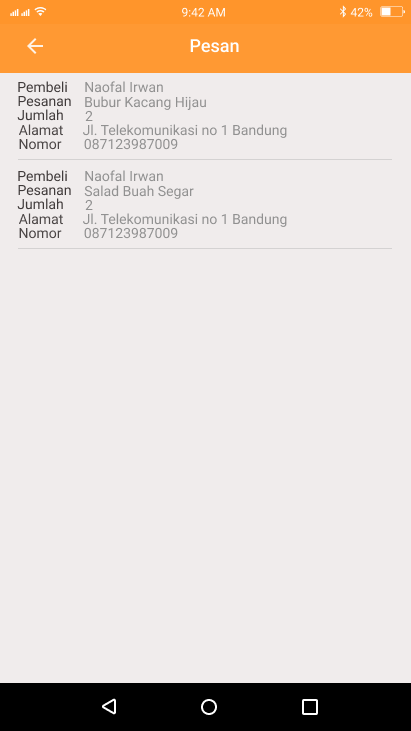 9:42 AM 42%
Pesan
Pembeli Naofal Irwan
Pesanan Bubur Kacang Hijau
Jumlah 2
Alamat Jl. Telekomunikasi no 1 Bandung
Nomor 087123987009
Pembeli Naofal Irwan
Pesanan Salad Buah Segar
Jumlah 2
Alamat Jl. Telekomunikasi no 1 Bandung
Nomor 087123987009